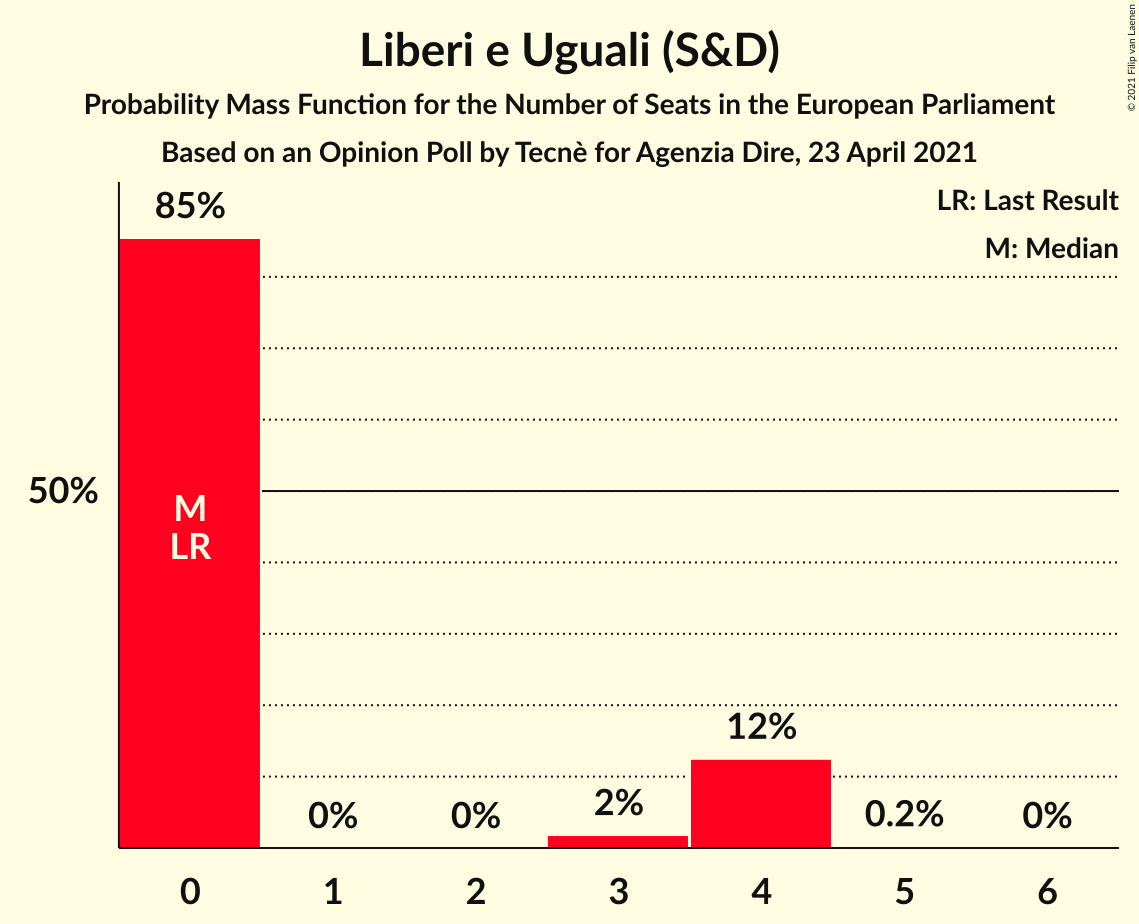 Liberi e Uguali (S&D)
Probability Mass Function for the Number of Seats in the European Parliament
Based on an Opinion Poll by Tecnè for Agenzia Dire, 23 April 2021
© 2021 Filip van Laenen
LR: Last Result
M: Median
85%
50%
M
LR
0%
0%
2%
12%
0.2%
0%
0
1
2
3
4
5
6